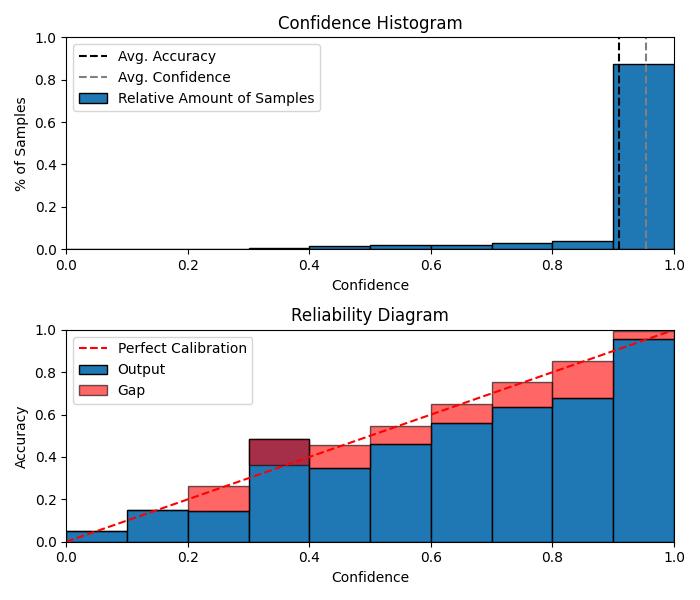 Confidence Histogram
% of Samples
1.0
0.8
0.6
0.4
0.2
0.0
Avg. Accuracy
Avg. Confidence
Relative Amount of Samples
0.0 0.2 0.4 0.6 0.8 1.0
Confidence
Reliability Diagram
Accuracy
1.0
0.8
0.6
0.4
0.2
0.0
Perfect Calibration
Output
Gap
0.0 0.2 0.4 0.6 0.8 1.0
Confidence